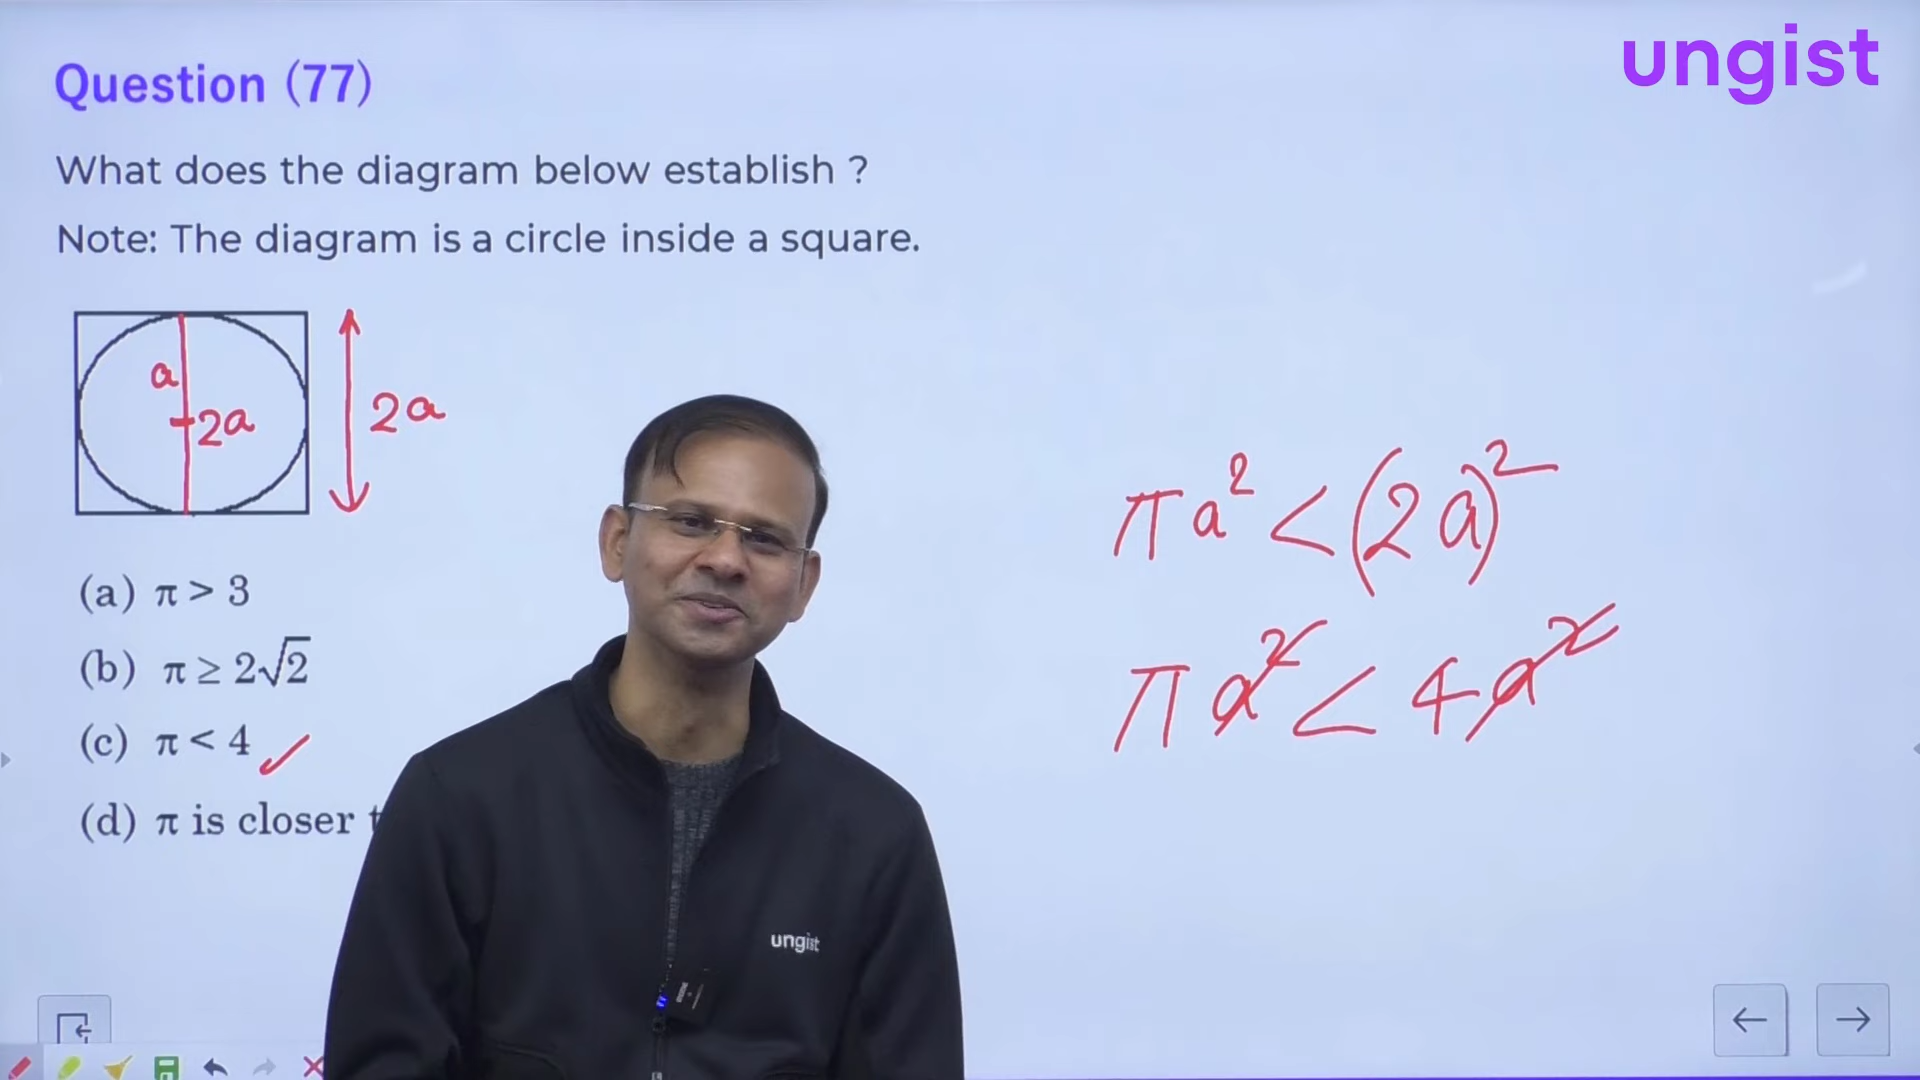 ungist
Question (77)
What does the diagram below establish ?
Note: The diagram is a circle inside a square.
a
2a
2a
πa² < (2a)²
(a) π > 3
(b) π ≥ 2√2
πa² < 4a²
(c) π < 4 ✓
(d) π is closer
ungist